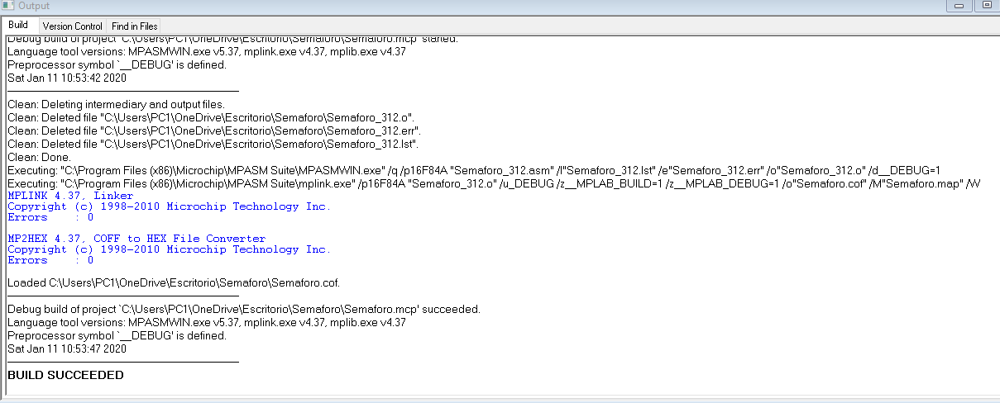 Output
Build
Version Control
Find in Files
Debug build of project `C:\Users\PC1\OneDrive\Escritorio\Semaforo\Semaforo.mcp' started.
Language tool versions: MPASMWIN.exe v5.37, mplink.exe v4.37, mplib.exe v4.37
Preprocessor symbol `__DEBUG' is defined.
Sat Jan 11 10:53:42 2020
Clean: Deleting intermediary and output files.
Clean: Deleted file "C:\Users\PC1\OneDrive\Escritorio\Semaforo\Semaforo_312.o".
Clean: Deleted file "C:\Users\PC1\OneDrive\Escritorio\Semaforo\Semaforo_312.err".
Clean: Deleted file "C:\Users\PC1\OneDrive\Escritorio\Semaforo\Semaforo_312.lst".
Clean: Done.
Executing: "C:\Program Files (x86)\Microchip\MPASM Suite\MPASMWIN.exe" /q /p16F84A "Semaforo_312.asm" /l"Semaforo_312.lst" /e"Semaforo_312.err" /o"Semaforo_312.o" /d__DEBUG=1
Executing: "C:\Program Files (x86)\Microchip\MPASM Suite\mplink.exe" /p16F84A "Semaforo_312.o" /u_DEBUG /z__MPLAB_BUILD=1 /z__MPLAB_DEBUG=1 /o"Semaforo.cof" /M"Semaforo.map" /W
MPLINK 4.37, Linker
Copyright (c) 1998-2010 Microchip Technology Inc.
Errors    : 0
MP2HEX 4.37, COFF to HEX File Converter
Copyright (c) 1998-2010 Microchip Technology Inc.
Errors    : 0
Loaded C:\Users\PC1\OneDrive\Escritorio\Semaforo\Semaforo.cof.
Debug build of project `C:\Users\PC1\OneDrive\Escritorio\Semaforo\Semaforo.mcp' succeeded.
Language tool versions: MPASMWIN.exe v5.37, mplink.exe v4.37, mplib.exe v4.37
Preprocessor symbol `__DEBUG' is defined.
Sat Jan 11 10:53:47 2020
BUILD SUCCEEDED